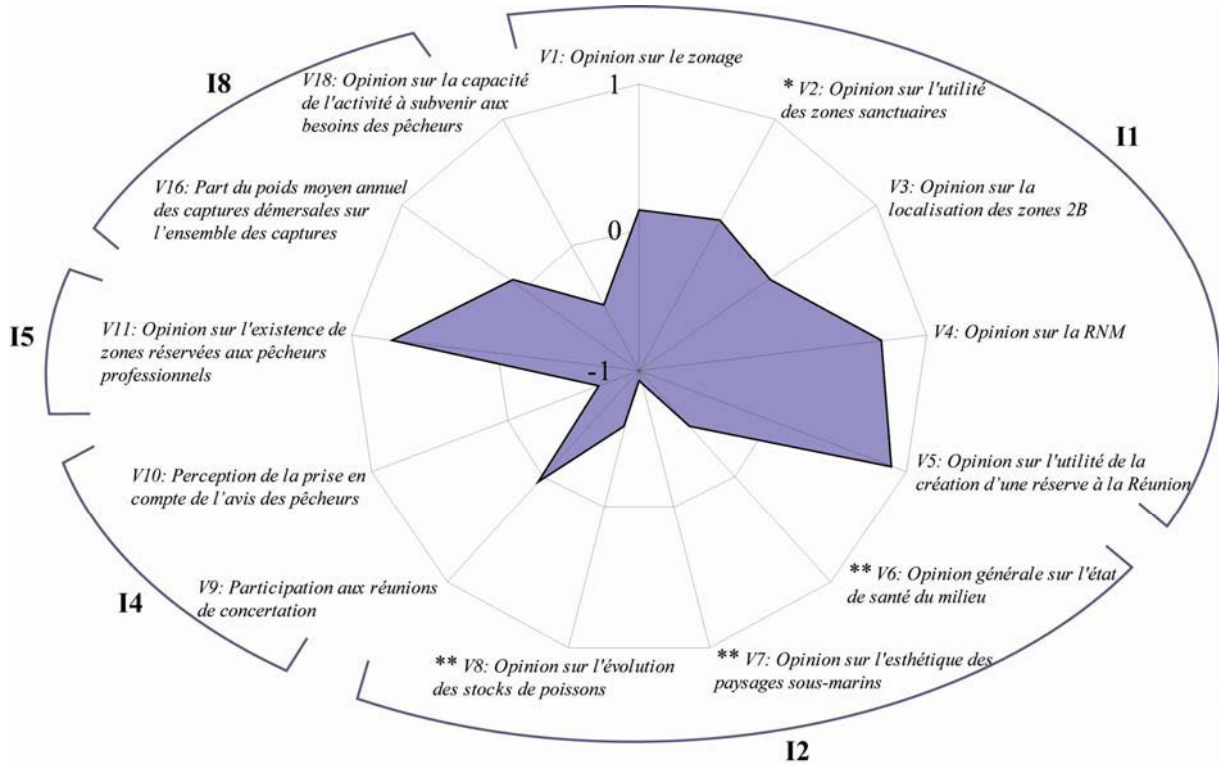 V1: Opinion sur le zonage
1
* V2: Opinion sur l'utilité
des zones sanctuaires
I1
V3: Opinion sur la
localisation des zones 2B
V4: Opinion sur la RNM
V5: Opinion sur l'utilité de la
création d'une réserve à la Réunion
** V6: Opinion générale sur l'état
de santé du milieu
** V7: Opinion sur l'esthétique des
paysages sous-marins
I2
** V8: Opinion sur l'évolution
des stocks de poissons
V9: Participation aux réunions
de concertation
I4
V10: Perception de la prise en
compte de l'avis des pêcheurs
I5
V11: Opinion sur l'existence de
zones réservées aux pêcheurs
professionnels
V16: Part du poids moyen annuel
des captures démersales sur
l'ensemble des captures
I8
V18: Opinion sur la capacité
de l'activité à subvenir aux
besoins des pêcheurs
0
-1